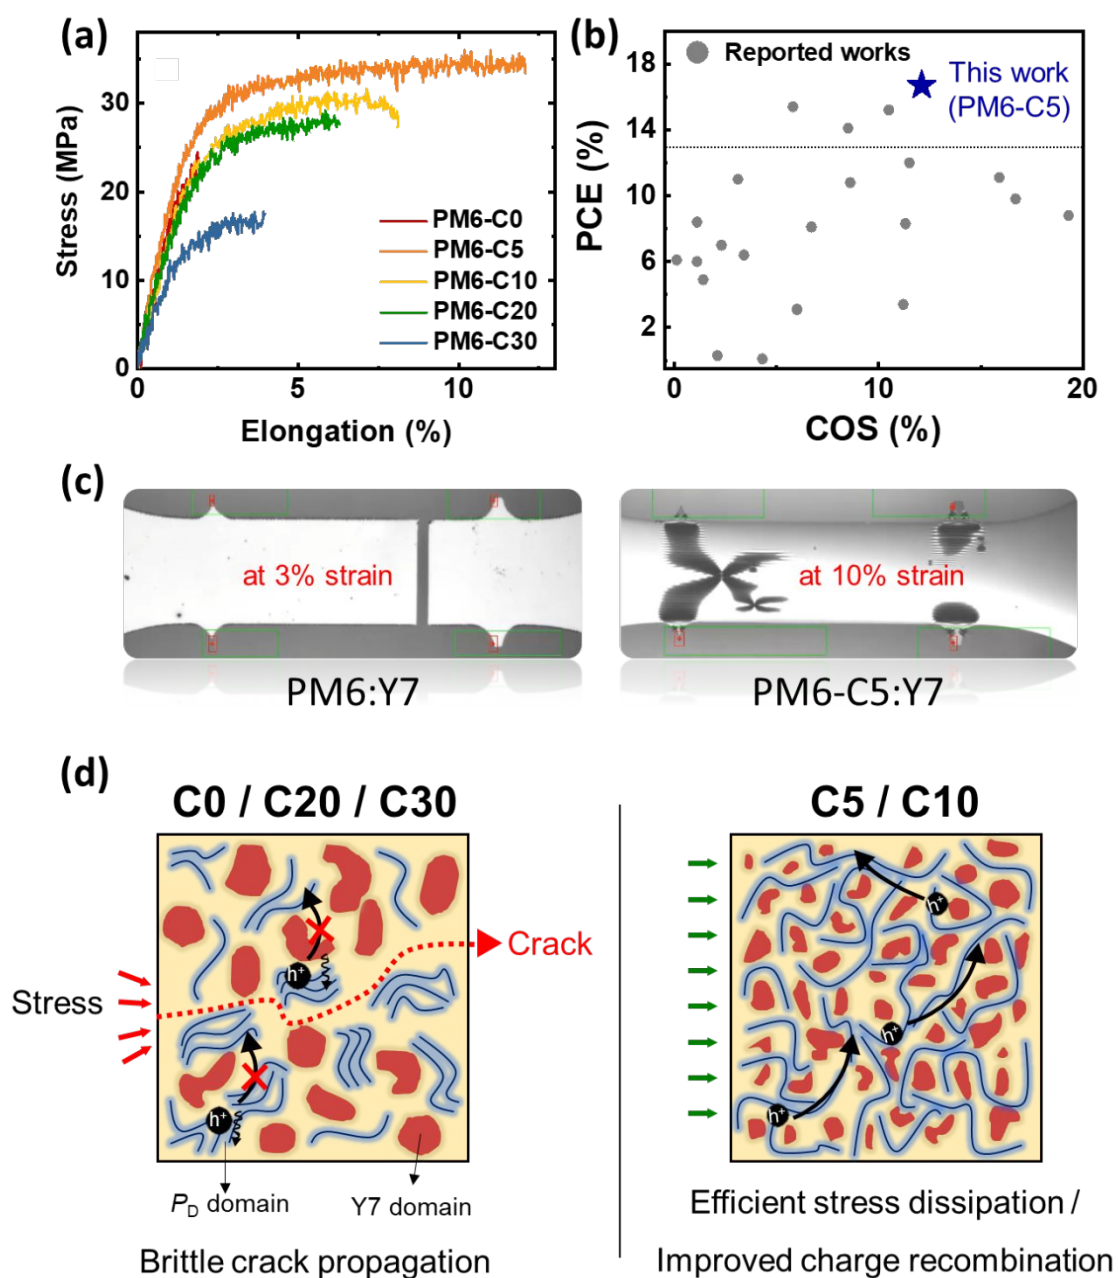 (a)
30
20
10
0
0
5
10
Stress (MPa)
Elongation (%)
PM6-C0
PM6-C5
PM6-C10
PM6-C20
PM6-C30
(b)
18
14
10
6
2
0
10
20
PCE (%)
COS (%)
Reported works
This work
(PM6-C5)
(c)
at 3% strain
at 10% strain
PM6:Y7
PM6-C5:Y7
(d)
C0 / C20 / C30
C5 / C10
Stress
Crack
h+
h+
h+
h+
h+
PD domain
Y7 domain
Brittle crack propagation
Efficient stress dissipation /
Improved charge recombination